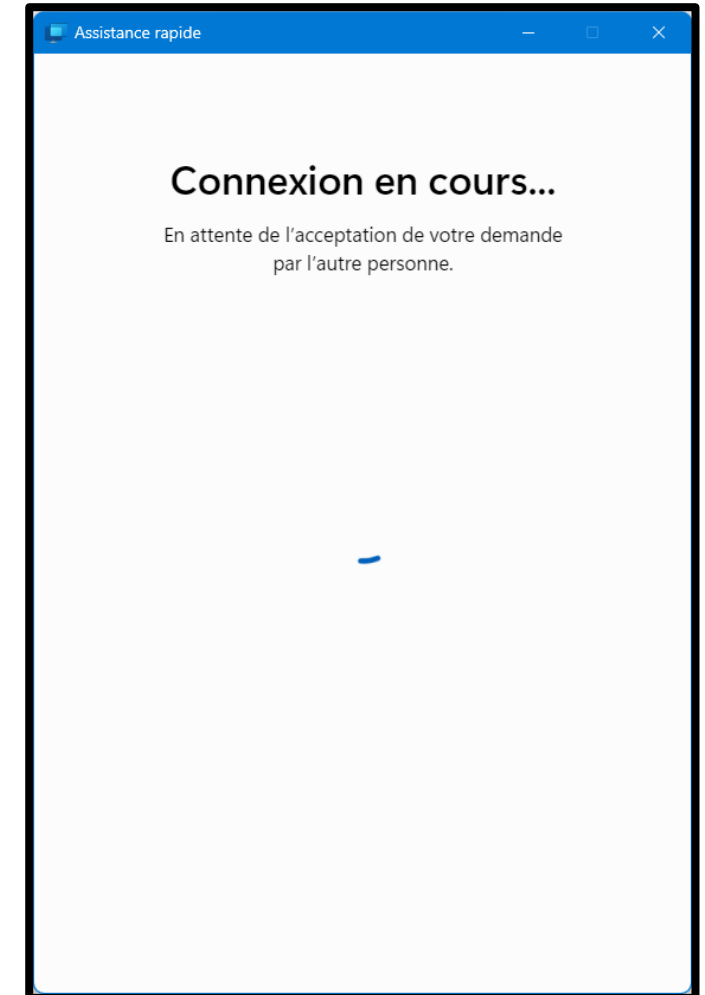 Assistance rapide
Connexion en cours...
En attente de l’acceptation de votre demande
par l’autre personne.